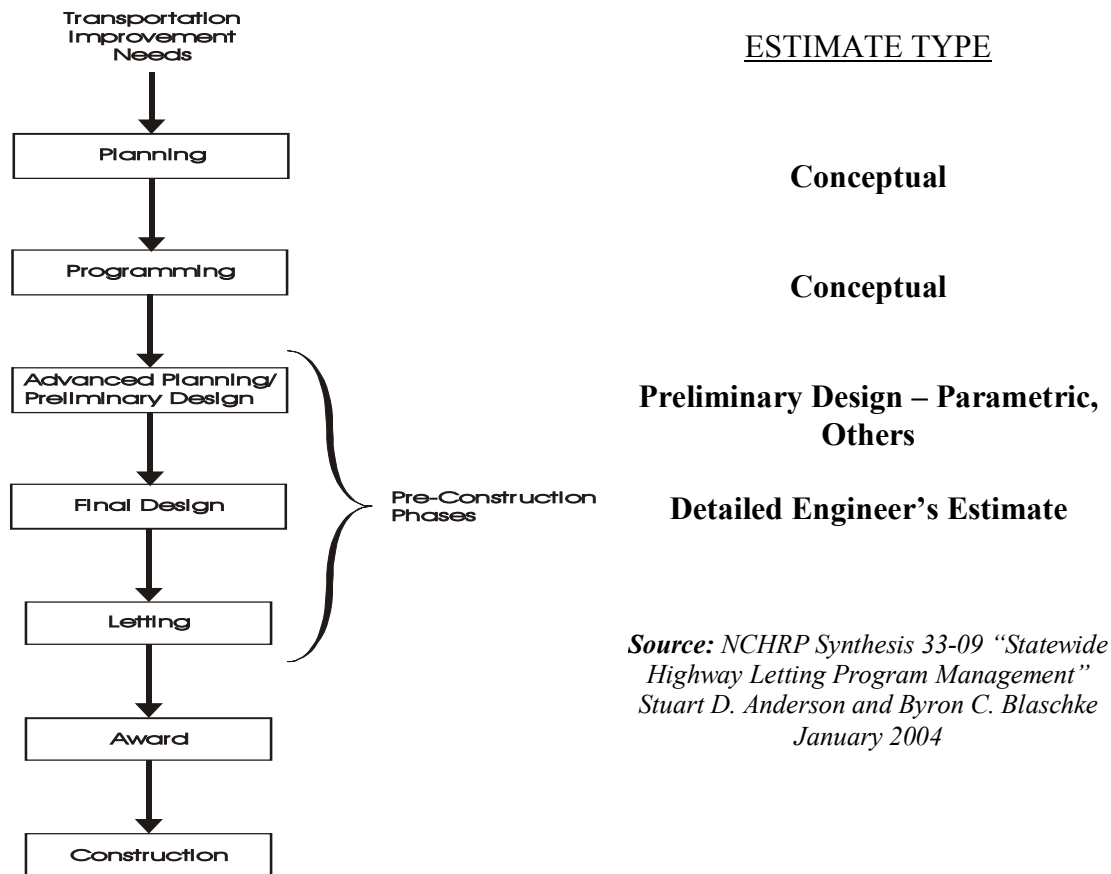 Transportation
Improvement
Needs
ESTIMATE TYPE
Planning
Conceptual
Programming
Conceptual
Advanced Planning/
Preliminary Design
Preliminary Design – Parametric,
Others
Final Design
Pre-Construction
Phases
Detailed Engineer’s Estimate
Letting
Source: NCHRP Synthesis 33-09 “Statewide
Highway Letting Program Management”
Stuart D. Anderson and Byron C. Blaschke
January 2004
Award
Construction